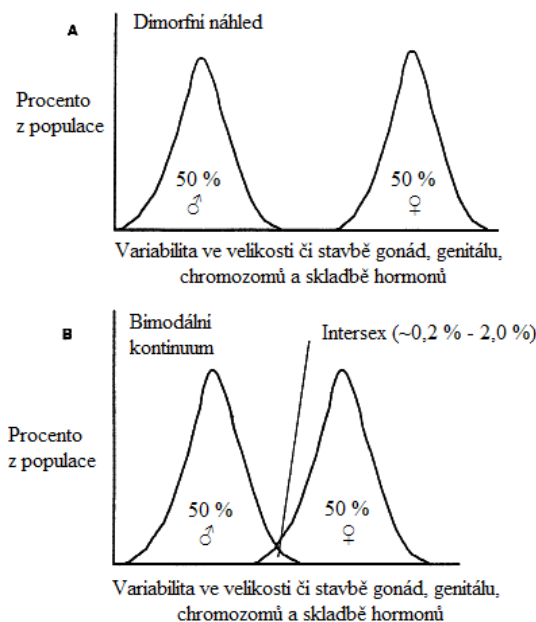 A
Dimorfní náhled
Procento
z populace
50 %
♂
50 %
♀
Variabilita ve velikosti či stavbě gonád, genitálu,
chromozomů a skladbě hormonů
B
Bimodální
kontinuum
Intersex (~0,2 % - 2,0 %)
Procento
z populace
50 %
♂
50 %
♀
Variabilita ve velikosti či stavbě gonád, genitálu,
chromozomů a skladbě hormonů